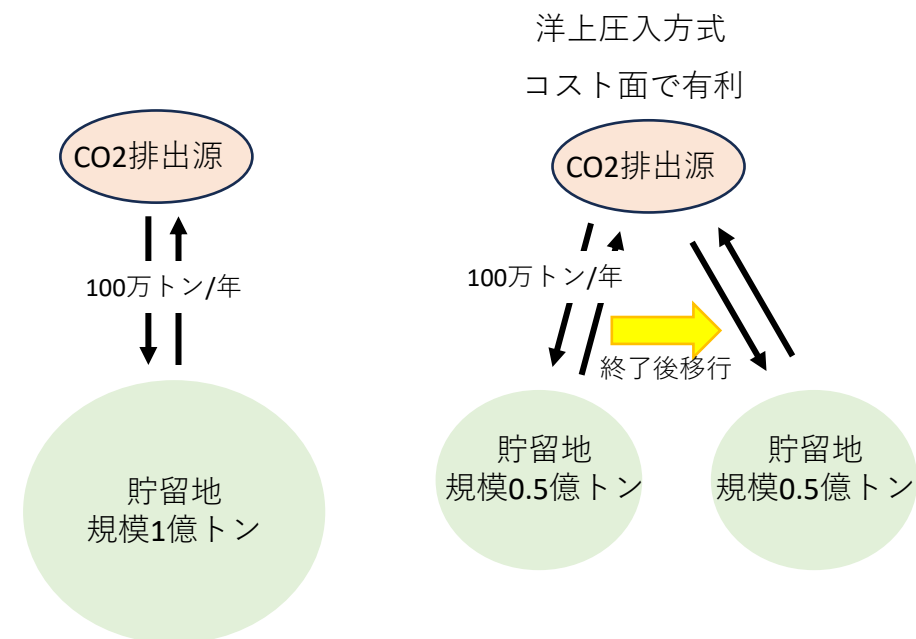 洋上圧入方式
コスト面で有利
CO2排出源
100万トン/年
貯留地
規模1億トン
CO2排出源
100万トン/年
終了後移行
貯留地
規模0.5億トン
貯留地
規模0.5億トン